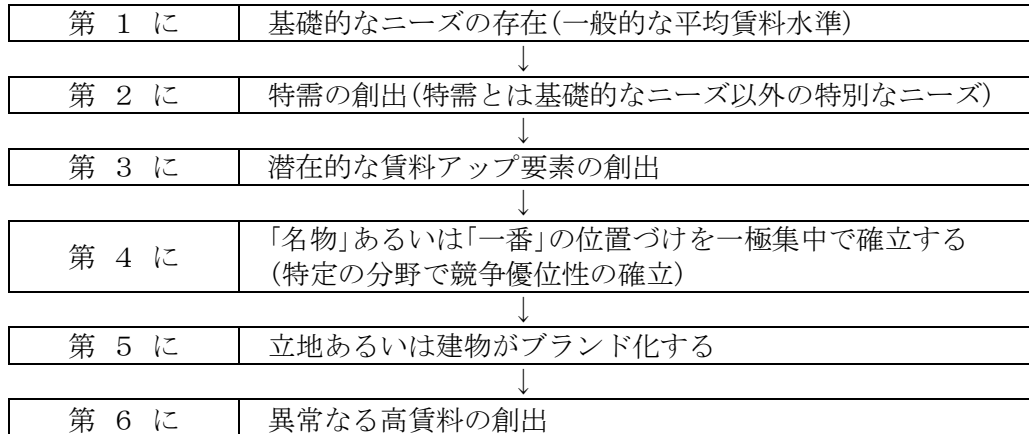 第 1 に 基礎的なニーズの存在(一般的な平均賃料水準)
↓
第 2 に 特需の創出(特需とは基礎的なニーズ以外の特別なニーズ)
↓
第 3 に 潜在的な賃料アップ要素の創出
↓
第 4 に 「名物」あるいは「一番」の位置づけを一極集中で確立する
(特定の分野で競争優位性の確立)
↓
第 5 に 立地あるいは建物がブランド化する
↓
第 6 に 異常なる高賃料の創出